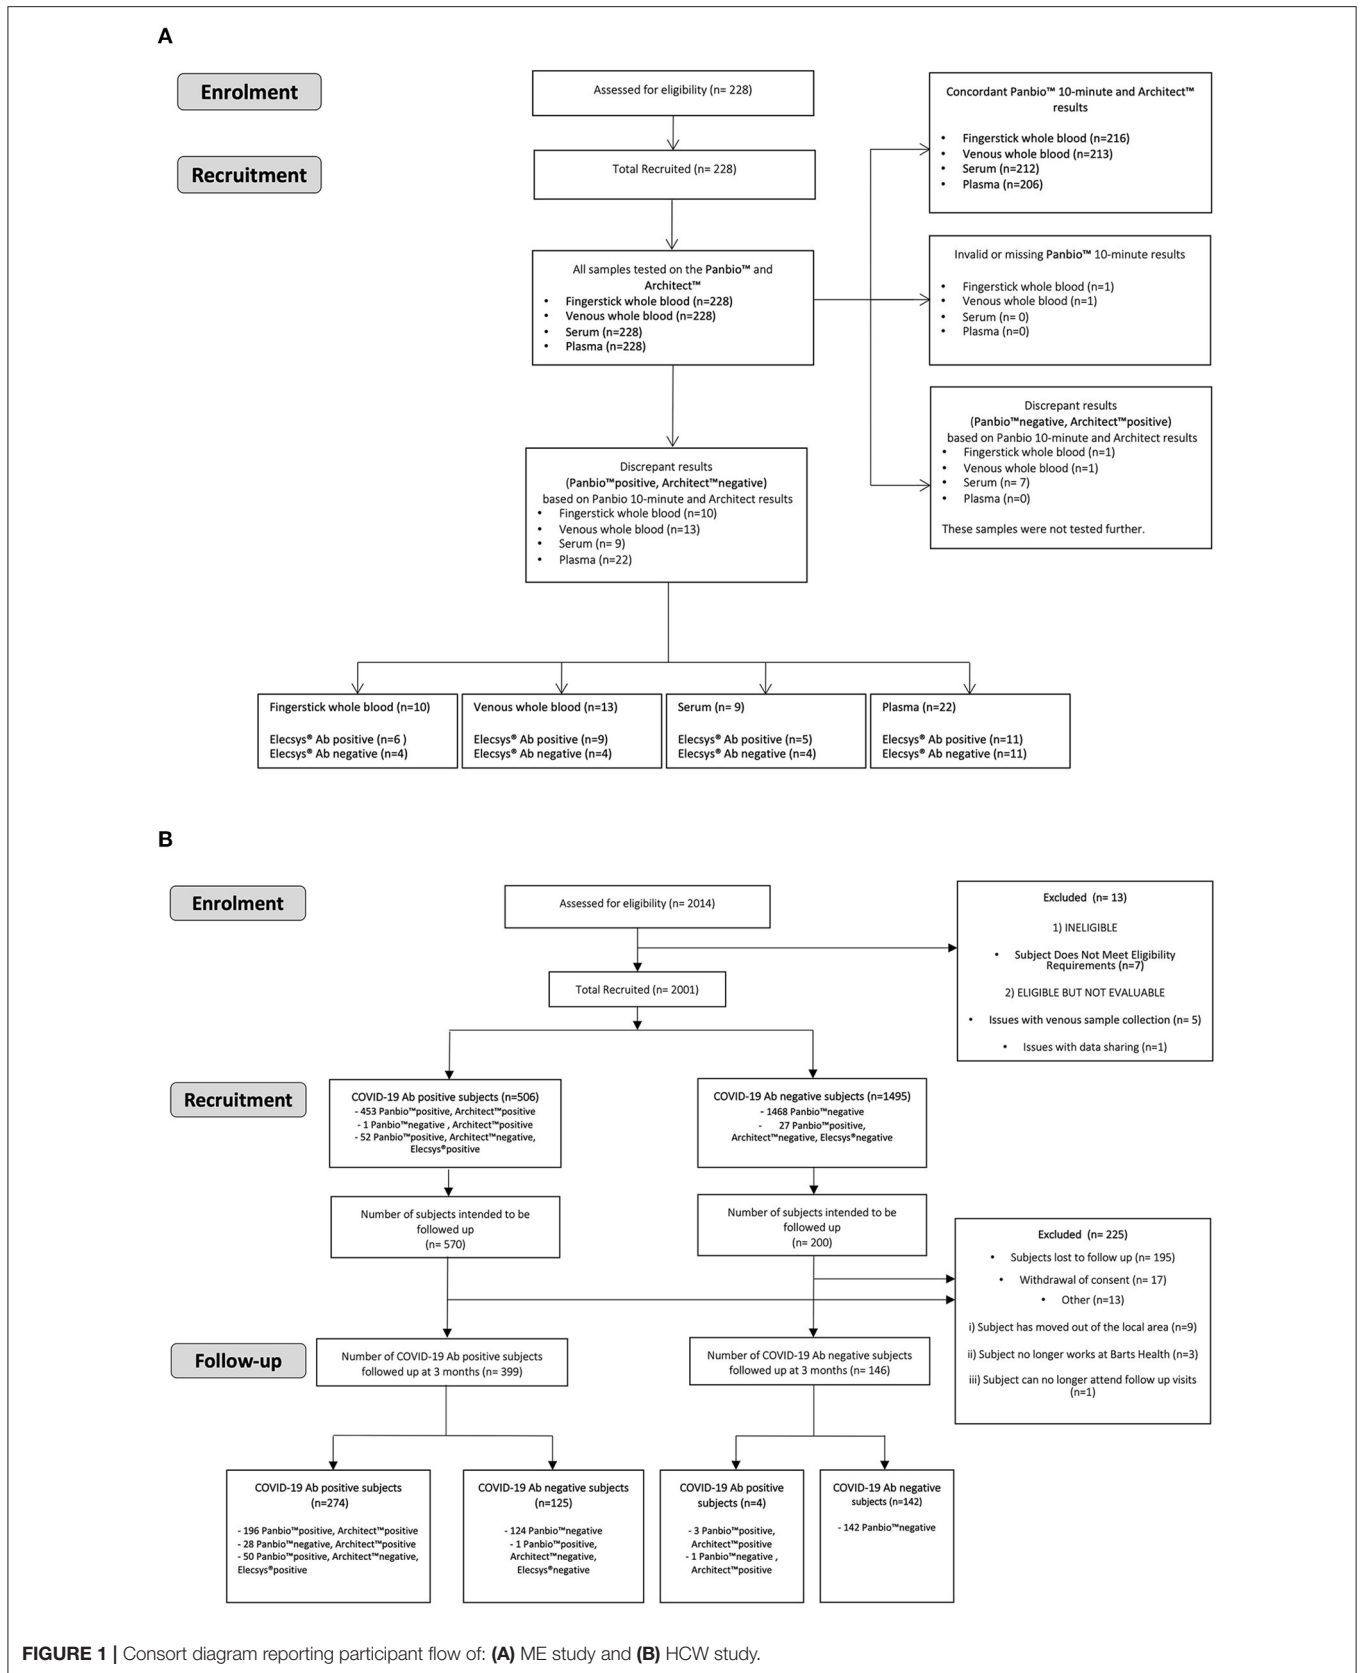 A
Enrolment
Assessed for eligibility (n= 228)
Recruitment
Total Recruited (n= 228)
All samples tested on the Panbio™ and
Architect™
• Fingerstick whole blood (n=228)
• Venous whole blood (n=228)
• Serum (n=228)
• Plasma (n=228)
Concordant Panbio™ 10-minute and Architect™
results
• Fingerstick whole blood (n=216)
• Venous whole blood (n=213)
• Serum (n=212)
• Plasma (n=206)
Invalid or missing Panbio™ 10-minute results
• Fingerstick whole blood (n=1)
• Venous whole blood (n=1)
• Serum (n= 0)
• Plasma (n=0)
Discrepant results
(Panbio™negative, Architect™positive)
based on Panbio 10-minute and Architect results
• Fingerstick whole blood (n=1)
• Venous whole blood (n=1)
• Serum (n= 7)
• Plasma (n=0)
These samples were not tested further.
Discrepant results
(Panbio™positive, Architect™negative)
based on Panbio 10-minute and Architect results
• Fingerstick whole blood (n=10)
• Venous whole blood (n=13)
• Serum (n= 9)
• Plasma (n=22)
Fingerstick whole blood (n=10)
Elecsys® Ab positive (n=6 )
Elecsys® Ab negative (n=4)
Venous whole blood (n=13)
Elecsys® Ab positive (n=9)
Elecsys® Ab negative (n=4)
Serum (n= 9)
Elecsys® Ab positive (n=5)
Elecsys® Ab negative (n=4)
Plasma (n=22)
Elecsys® Ab positive (n=11)
Elecsys® Ab negative (n=11)
B
Enrolment
Assessed for eligibility (n= 2014)
Excluded (n= 13)
1) INELIGIBLE
• Subject Does Not Meet Eligibility
Requirements (n=7)
2) ELIGIBLE BUT NOT EVALUABLE
• Issues with venous sample collection (n= 5)
• Issues with data sharing (n=1)
Total Recruited (n= 2001)
Recruitment
COVID-19 Ab positive subjects (n=506)
- 453 Panbio™positive, Architect™positive
- 1 Panbio™negative , Architect™positive
- 52 Panbio™positive, Architect™negative,
Elecsys®positive
COVID-19 Ab negative subjects (n=1495)
- 1468 Panbio™negative
- 27 Panbio™positive,
Architect™negative, Elecsys®negative
Number of subjects intended to be
followed up
(n= 570)
Number of subjects intended to be
followed up
(n= 200)
Excluded (n= 225)
• Subjects lost to follow up (n= 195)
• Withdrawal of consent (n= 17)
• Other (n=13)
i) Subject has moved out of the local area (n=9)
ii) Subject no longer works at Barts Health (n=3)
iii) Subject can no longer attend follow up visits
(n=1)
Follow-up
Number of COVID-19 Ab positive subjects
followed up at 3 months (n= 399)
Number of COVID-19 Ab negative subjects
followed up at 3 months (n= 146)
COVID-19 Ab positive subjects
(n=274)
- 196 Panbio™positive, Architect™positive
- 28 Panbio™negative, Architect™positive
- 50 Panbio™positive, Architect™negative,
Elecsys®positive
COVID-19 Ab negative subjects
(n=125)
- 124 Panbio™negative
- 1 Panbio™positive,
Architect™negative,
Elecsys®negative
COVID-19 Ab positive
subjects (n=4)
- 3 Panbio™positive,
Architect™positive
- 1 Panbio™negative ,
Architect™positive
COVID-19 Ab negative
subjects (n=142)
- 142 Panbio™negative
FIGURE 1 | Consort diagram reporting participant flow of: (A) ME study and (B) HCW study.